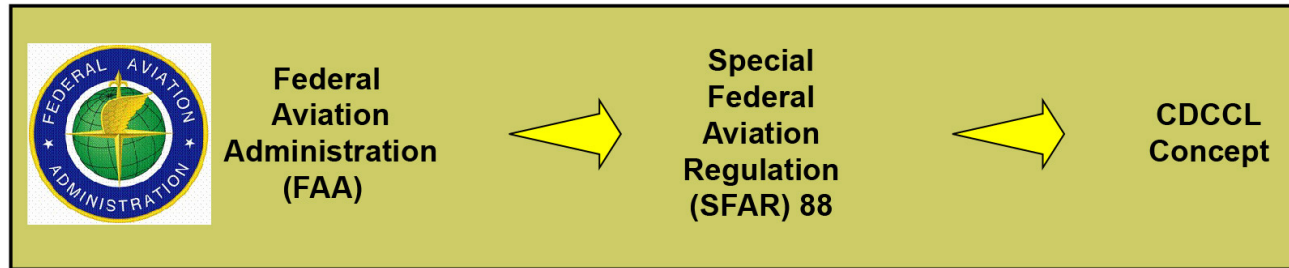 FEDERAL AVIATION
ADMINISTRATION
Federal
Aviation
Administration
(FAA)
Special
Federal
Aviation
Regulation
(SFAR) 88
CDCCL
Concept